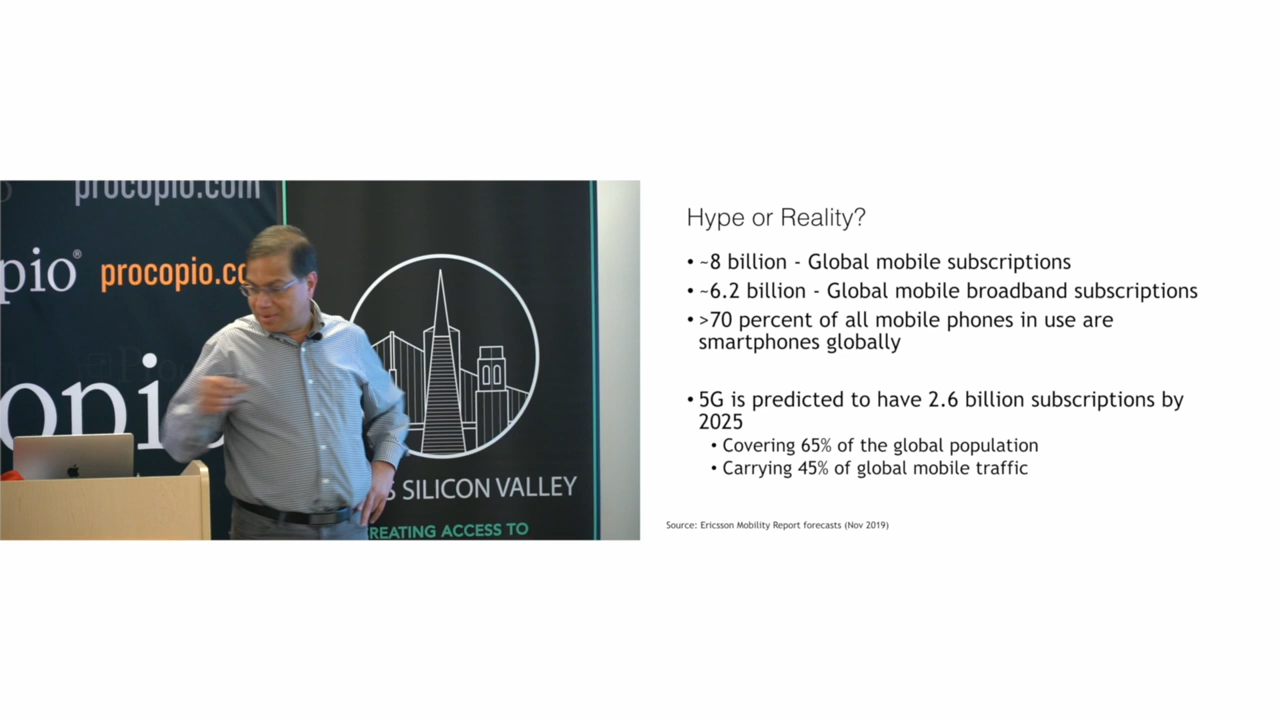 procopio.com
pio®
procopio.co
opio
S SILICON VALLEY
REATING ACCESS TO
Hype or Reality?
• ~8 billion - Global mobile subscriptions
• ~6.2 billion - Global mobile broadband subscriptions
• >70 percent of all mobile phones in use are
smartphones globally
• 5G is predicted to have 2.6 billion subscriptions by
2025
• Covering 65% of the global population
• Carrying 45% of global mobile traffic
Source: Ericsson Mobility Report forecasts (Nov 2019)